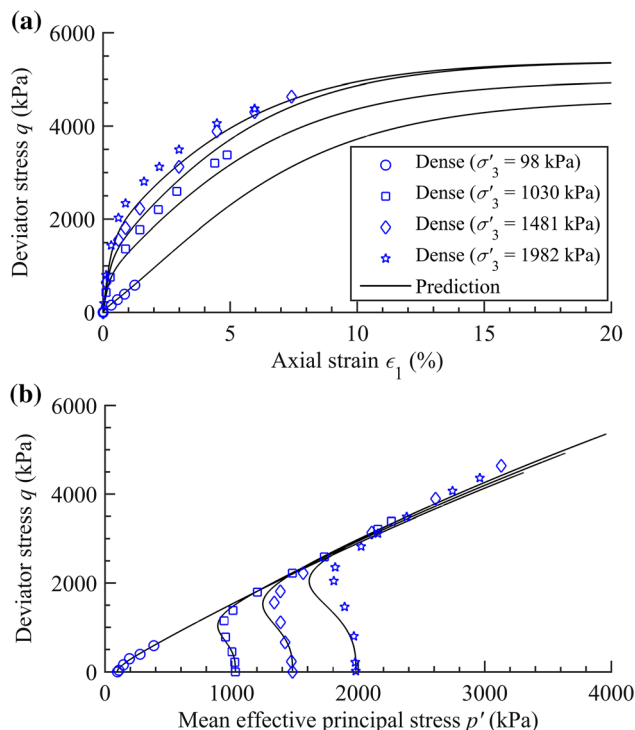 (a)
6000
4000
2000
0
Deviator stress q (kPa)
Dense (σ′3 = 98 kPa)
Dense (σ′3 = 1030 kPa)
Dense (σ′3 = 1481 kPa)
Dense (σ′3 = 1982 kPa)
Prediction
0 5 10 15 20
Axial strain ϵ1 (%)
(b)
6000
4000
2000
0
Deviator stress q (kPa)
0 1000 2000 3000 4000
Mean effective principal stress p′ (kPa)